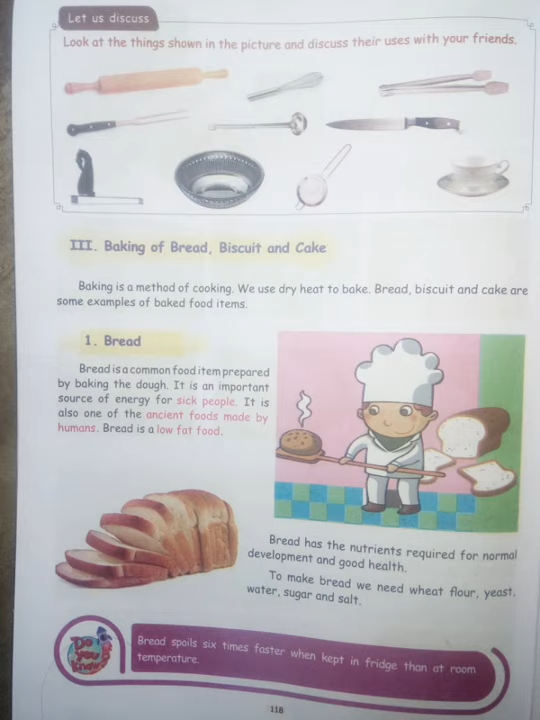 Let us discuss
Look at the things shown in the picture and discuss their uses with your friends.
III. Baking of Bread, Biscuit and Cake
Baking is a method of cooking. We use dry heat to bake. Bread, biscuit and cake are
some examples of baked food items.
1. Bread
Bread is a common food item prepared
by baking the dough. It is an important
source of energy for sick people. It is
also one of the ancient foods made by
humans. Bread is a low fat food.
Bread has the nutrients required for normal
development and good health.
To make bread we need wheat flour, yeast,
water, sugar and salt.
Do
You
Know?
Bread spoils six times faster when kept in fridge than at room
temperature.
118